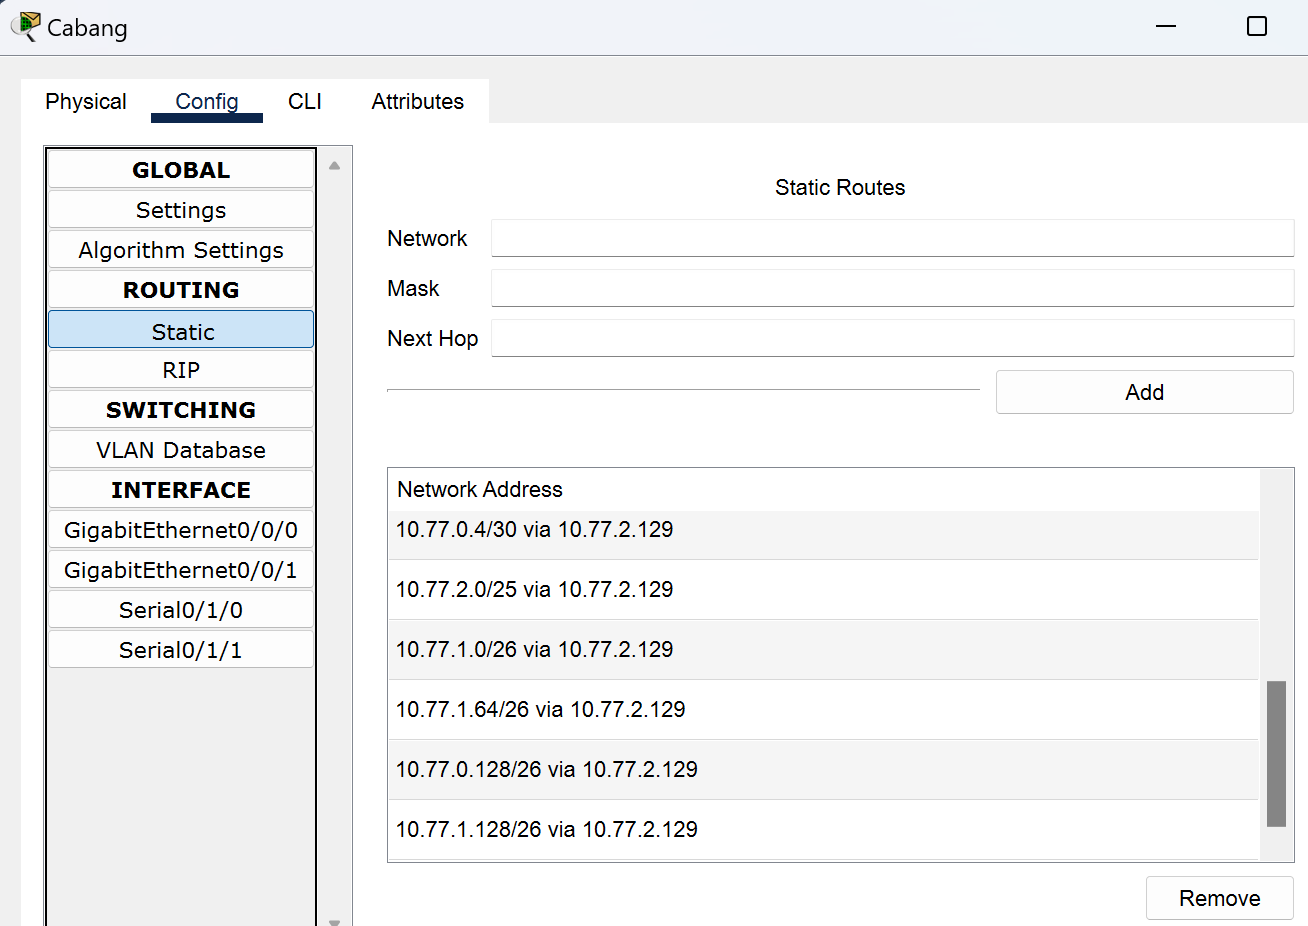 Cabang
Physical Config CLI Attributes
GLOBAL
Settings
Algorithm Settings
ROUTING
Static
RIP
SWITCHING
VLAN Database
INTERFACE
GigabitEthernet0/0/0
GigabitEthernet0/0/1
Serial0/1/0
Serial0/1/1
Static Routes
Network
Mask
Next Hop
Add
Network Address
10.77.0.4/30 via 10.77.2.129
10.77.2.0/25 via 10.77.2.129
10.77.1.0/26 via 10.77.2.129
10.77.1.64/26 via 10.77.2.129
10.77.0.128/26 via 10.77.2.129
10.77.1.128/26 via 10.77.2.129
Remove